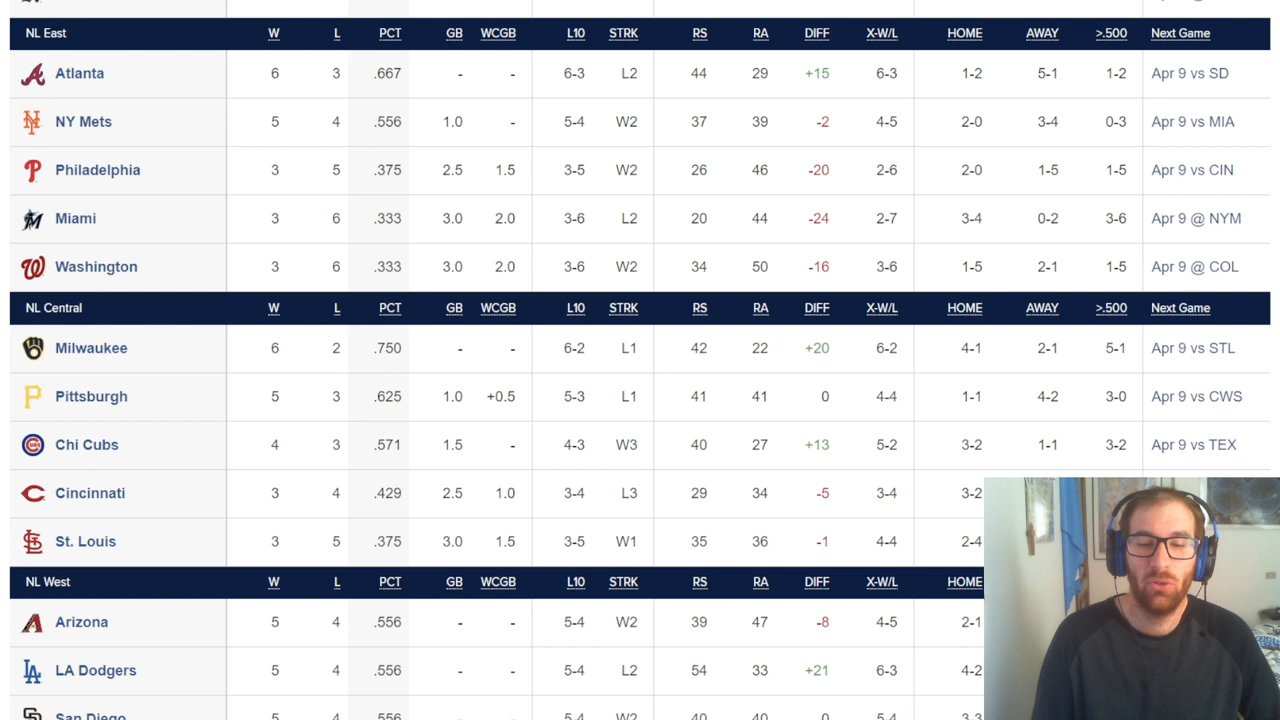 NL East W L PCT GB WCGB L10 STRK RS RA DIFF X-W/L HOME AWAY >.500 Next Game
Atlanta 6 3 .667 - - 6-3 L2 44 29 +15 6-3 1-2 5-1 1-2 Apr 9 vs SD
NY Mets 5 4 .556 1.0 - 5-4 W2 37 39 -2 4-5 2-0 3-4 0-3 Apr 9 vs MIA
Philadelphia 3 5 .375 2.5 1.5 3-5 W2 26 46 -20 2-6 2-0 1-5 1-5 Apr 9 vs CIN
Miami 3 6 .333 3.0 2.0 3-6 L2 20 44 -24 2-7 3-4 0-2 3-6 Apr 9 @ NYM
Washington 3 6 .333 3.0 2.0 3-6 W2 34 50 -16 3-6 1-5 2-1 1-5 Apr 9 @ COL
NL Central W L PCT GB WCGB L10 STRK RS RA DIFF X-W/L HOME AWAY >.500 Next Game
Milwaukee 6 2 .750 - - 6-2 L1 42 22 +20 6-2 4-1 2-1 5-1 Apr 9 vs STL
Pittsburgh 5 3 .625 1.0 +0.5 5-3 L1 41 41 0 4-4 1-1 4-2 3-0 Apr 9 vs CWS
Chi Cubs 4 3 .571 1.5 - 4-3 W3 40 27 +13 5-2 3-2 1-1 3-2 Apr 9 vs TEX
Cincinnati 3 4 .429 2.5 1.0 3-4 L3 29 34 -5 3-4 3-2
St. Louis 3 5 .375 3.0 1.5 3-5 W1 35 36 -1 4-4 2-4
NL West W L PCT GB WCGB L10 STRK RS RA DIFF X-W/L HOME
Arizona 5 4 .556 - - 5-4 W2 39 47 -8 4-5 2-1
LA Dodgers 5 4 .556 - - 5-4 L2 54 33 +21 6-3 4-2
San Diego 5 4 .556 - - 5-4 W2 40 40 0 5-4 3-3